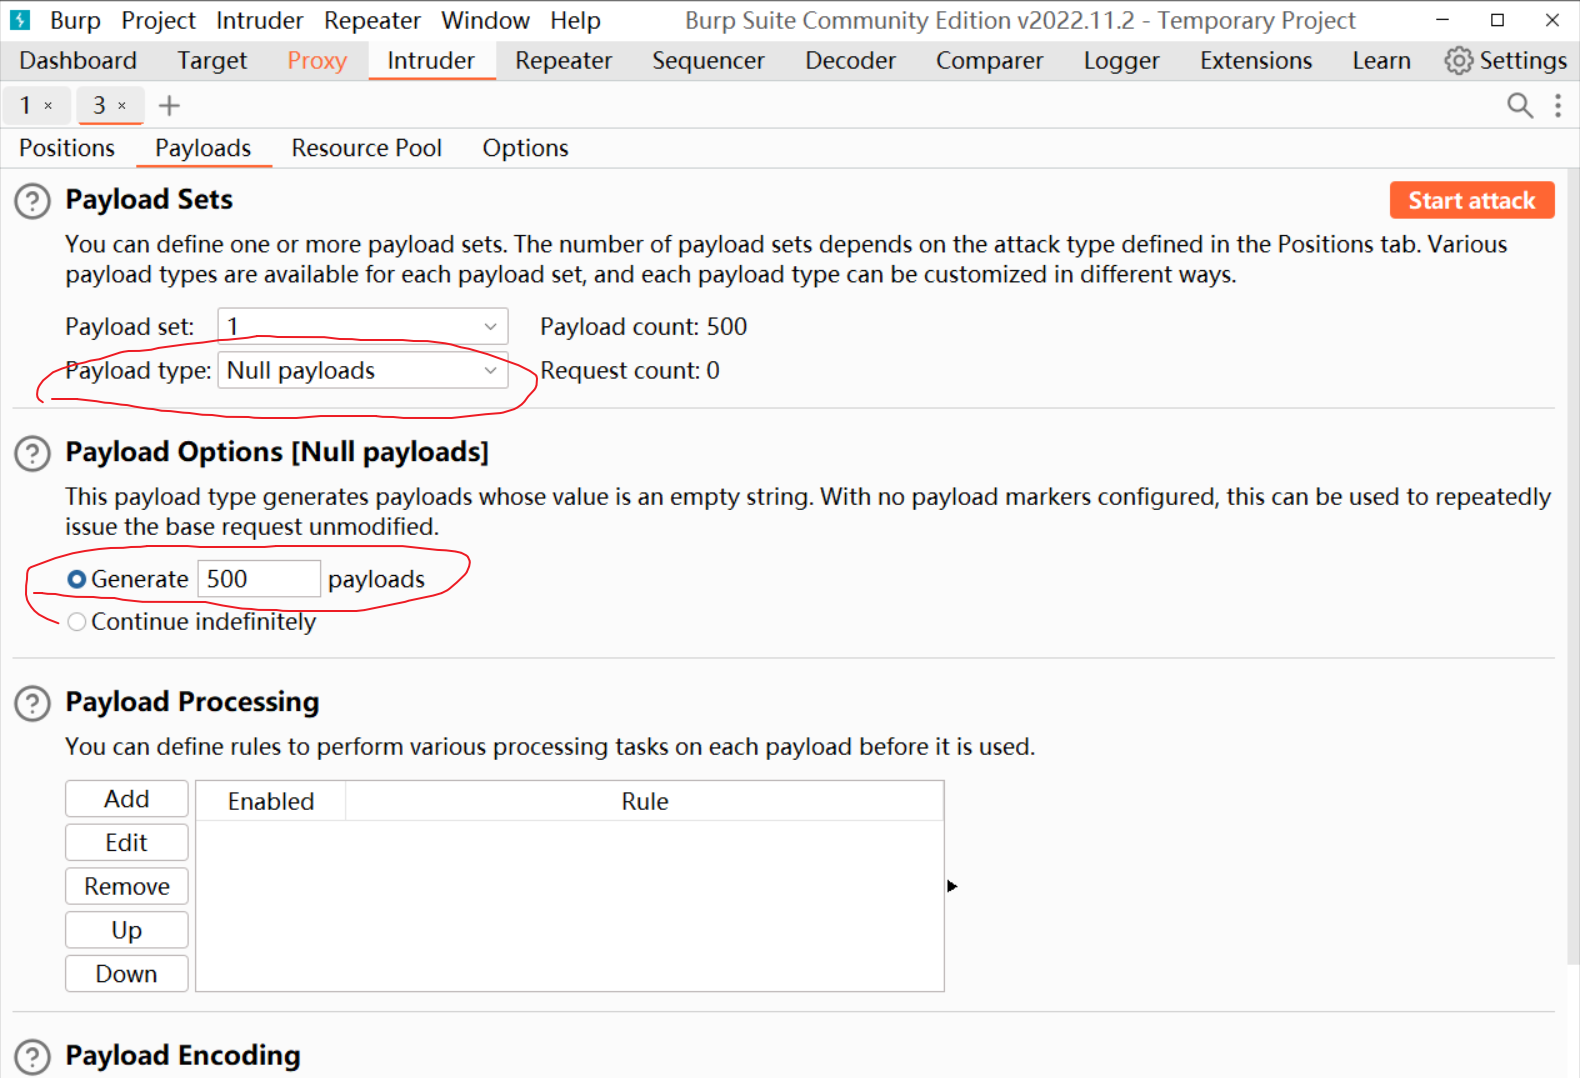 Burp Project Intruder Repeater Window Help Burp Suite Community Edition v2022.11.2 - Temporary Project
Dashboard Target Proxy Intruder Repeater Sequencer Decoder Comparer Logger Extensions Learn Settings
1 × 3 × +
Positions Payloads Resource Pool Options
? Payload Sets Start attack
You can define one or more payload sets. The number of payload sets depends on the attack type defined in the Positions tab. Various
payload types are available for each payload set, and each payload type can be customized in different ways.
Payload set: 1 Payload count: 500
Payload type: Null payloads Request count: 0
? Payload Options [Null payloads]
This payload type generates payloads whose value is an empty string. With no payload markers configured, this can be used to repeatedly
issue the base request unmodified.
Generate 500 payloads
Continue indefinitely
? Payload Processing
You can define rules to perform various processing tasks on each payload before it is used.
Add Enabled Rule
Edit
Remove
Up
Down
? Payload Encoding